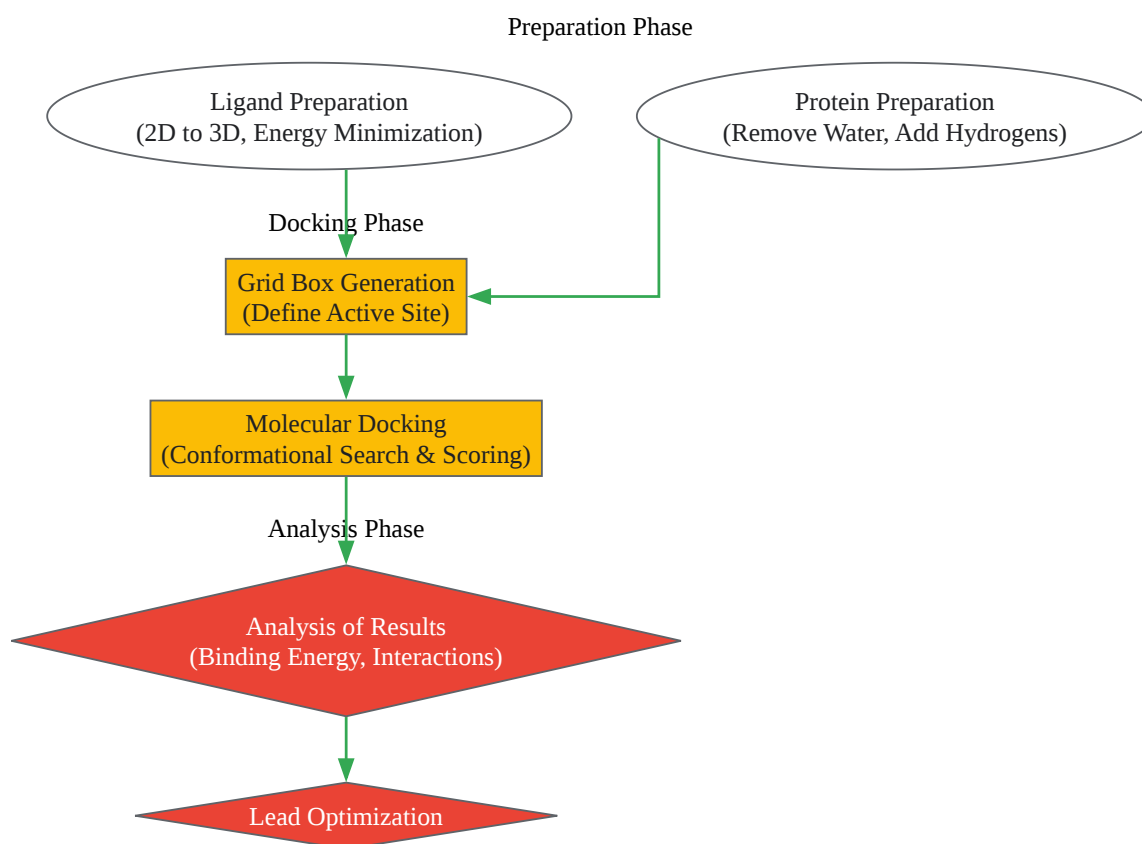 Preparation Phase
Ligand Preparation
(2D to 3D, Energy Minimization)
Protein Preparation
(Remove Water, Add Hydrogens)
Docking Phase
Grid Box Generation
(Define Active Site)
Molecular Docking
(Conformational Search & Scoring)
Analysis Phase
Analysis of Results
(Binding Energy, Interactions)
Lead Optimization